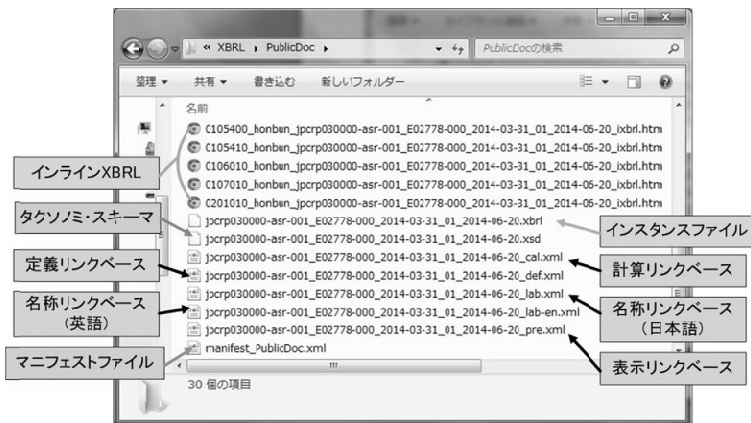 « XBRL › PublicDoc ›
PublicDocの検索
整理 ▼ 共有 ▼ 書き込む 新しいフォルダー
名前
0105400_honbun_jpcrp030000-asr-001_E02778-000_2014-03-31_01_2014-06-20_ixbrl.htm
0105410_honbun_jpcrp030000-asr-001_E02778-000_2014-03-31_01_2014-06-20_ixbrl.htm
0106010_honbun_jpcrp030000-asr-001_E02778-000_2014-03-31_01_2014-06-20_ixbrl.htm
0107010_honbun_jpcrp030000-asr-001_E02778-000_2014-03-31_01_2014-06-20_ixbrl.htm
0201010_honbun_jpcrp030000-asr-001_E02778-000_2014-03-31_01_2014-06-20_ixbrl.htm
jpcrp030000-asr-001_E02778-000_2014-03-31_01_2014-06-20.xbrl
jpcrp030000-asr-001_E02778-000_2014-03-31_01_2014-06-20.xsd
jpcrp030000-asr-001_E02778-000_2014-03-31_01_2014-06-20_cal.xml
jpcrp030000-asr-001_E02778-000_2014-03-31_01_2014-06-20_def.xml
jpcrp030000-asr-001_E02778-000_2014-03-31_01_2014-06-20_lab.xml
jpcrp030000-asr-001_E02778-000_2014-03-31_01_2014-06-20_lab-en.xml
jpcrp030000-asr-001_E02778-000_2014-03-31_01_2014-06-20_pre.xml
manifest_PublicDoc.xml
30 個の項目
インラインXBRL
タクソノミ・スキーマ
定義リンクベース
名称リンクベース
(英語)
マニフェストファイル
インスタンスファイル
計算リンクベース
名称リンクベース
(日本語)
表示リンクベース